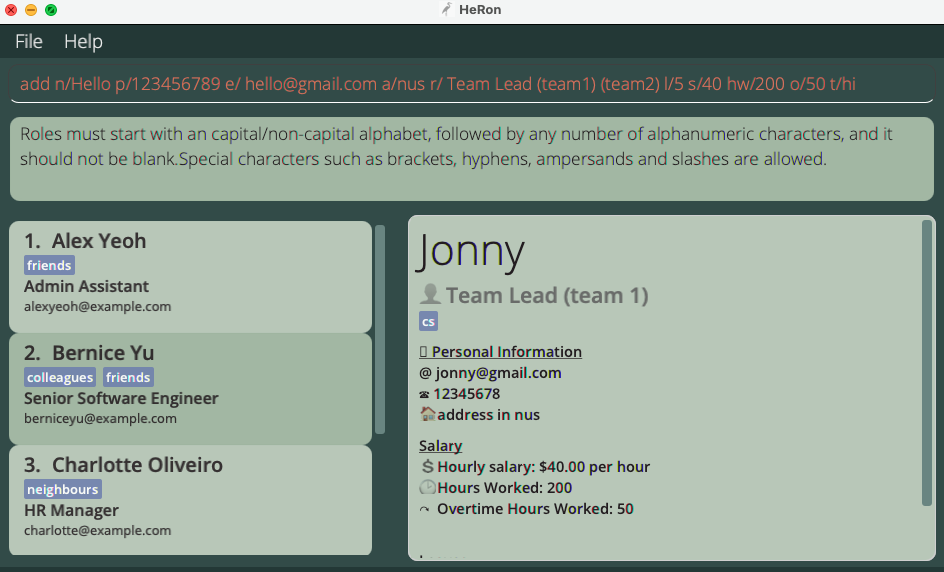 HeRon
File Help
add n/Hello p/123456789 e/ hello@gmail.com a/nus r/ Team Lead (team1) (team2) l/5 s/40 hw/200 o/50 t/hi
Roles must start with an capital/non-capital alphabet, followed by any number of alphanumeric characters, and it
should not be blank.Special characters such as brackets, hyphens, ampersands and slashes are allowed.
1. Alex Yeoh
friends
Admin Assistant
alexyeoh@example.com
2. Bernice Yu
colleagues friends
Senior Software Engineer
berniceyu@example.com
3. Charlotte Oliveiro
neighbours
HR Manager
charlotte@example.com
Jonny
Team Lead (team 1)
cs
Personal Information
@ jonny@gmail.com
☎ 12345678
address in nus
Salary
$ Hourly salary: $40.00 per hour
Hours Worked: 200
Overtime Hours Worked: 50